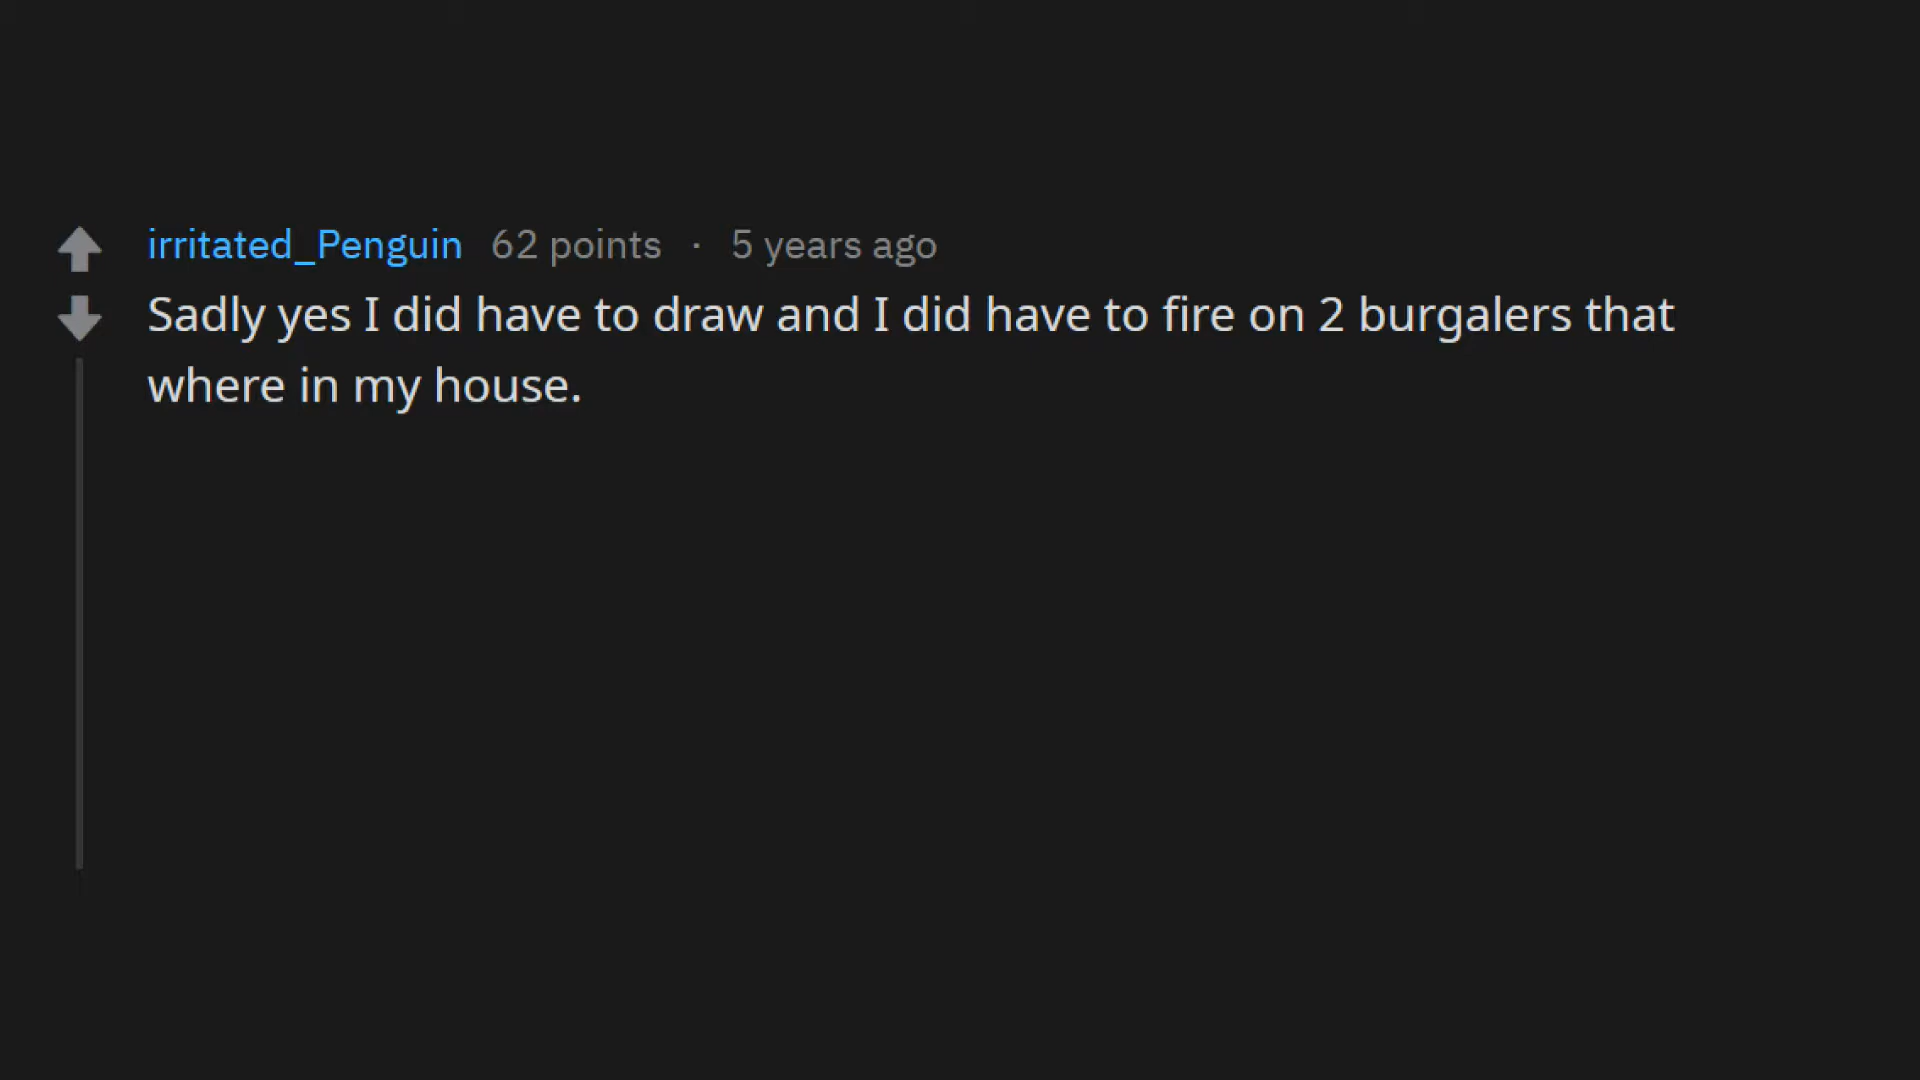 irritated_Penguin 62 points · 5 years ago
Sadly yes I did have to draw and I did have to fire on 2 burgalers that
where in my house.